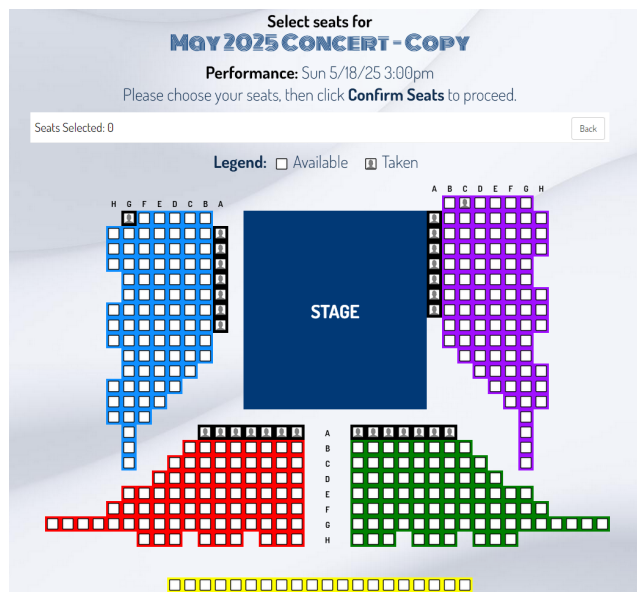 Select seats for
May 2025 Concert - Copy
Performance: Sun 5/18/25 3:00pm
Please choose your seats, then click Confirm Seats to proceed.
Seats Selected: 0
Back
Legend: Available Taken
A B C D E F G H
H G F E D C B A
STAGE
A
B
C
D
E
F
G
H